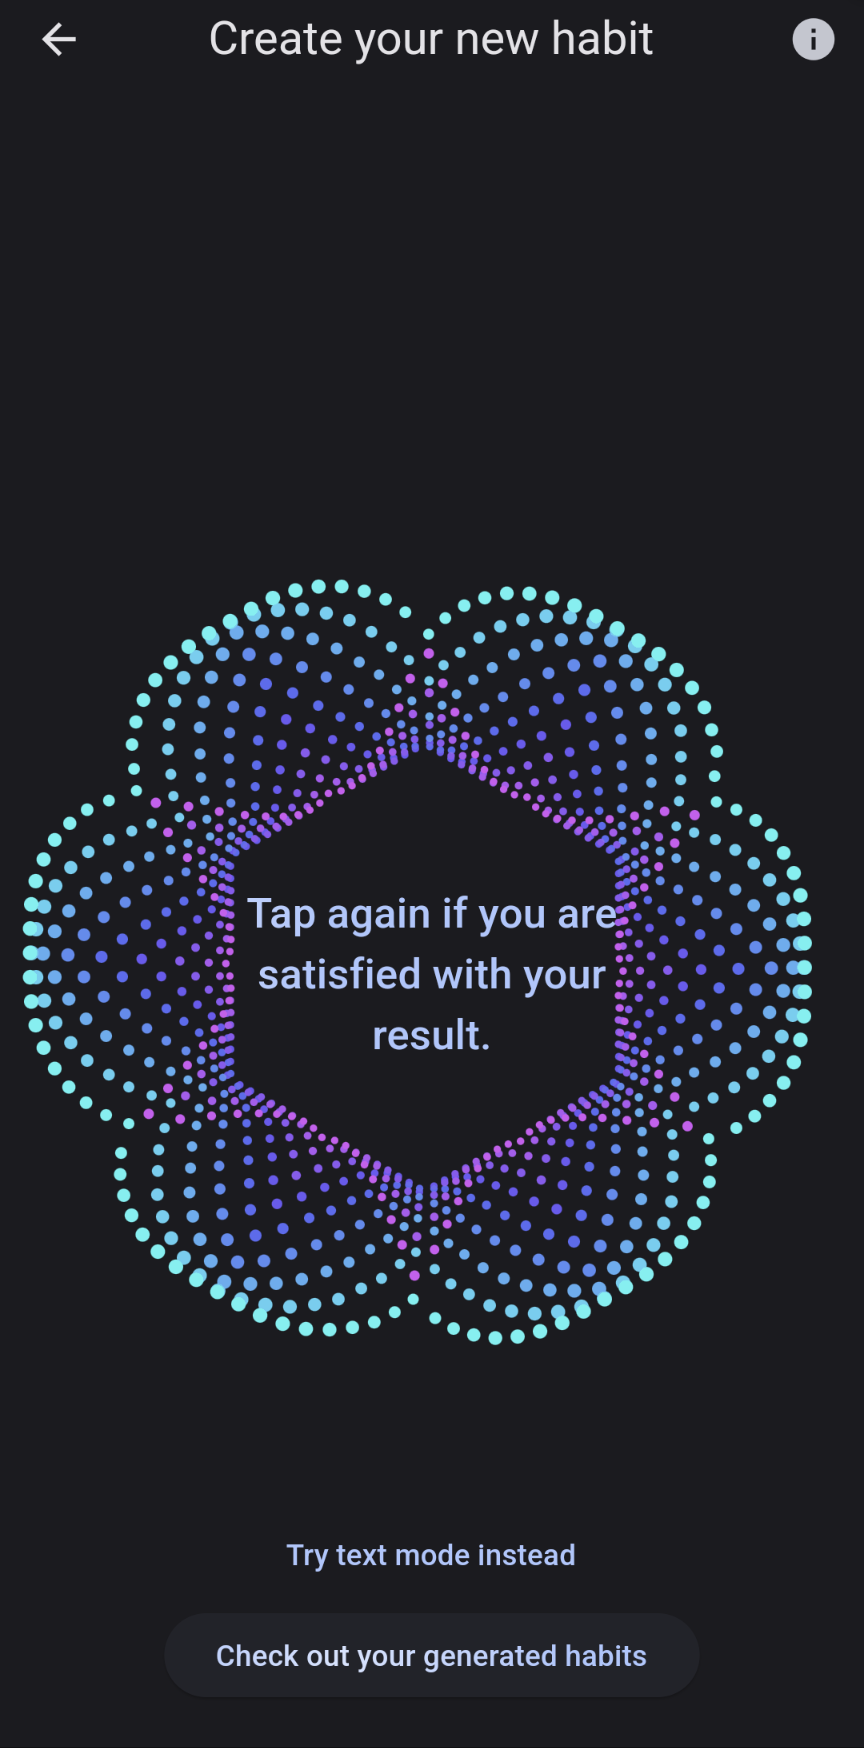 Create your new habit
Tap again if you are
satisfied with your
result.
Try text mode instead
Check out your generated habits